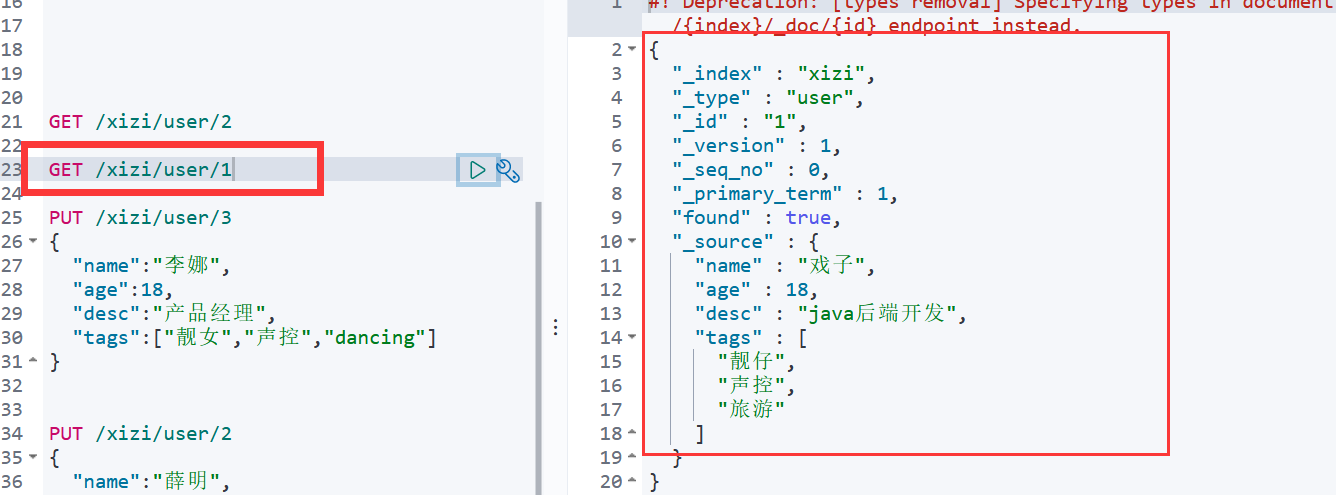 16
17
18
19
20
21 GET /xizi/user/2
22
23 GET /xizi/user/1
24
25 PUT /xizi/user/3
26 {
27 "name":"李娜",
28 "age":18,
29 "desc":"产品经理",
30 "tags":["靓女","声控","dancing"]
31 }
32
33
34 PUT /xizi/user/2
35 {
36 "name":"薛明",
1 #! Deprecation: [types removal] Specifying types in document
/{index}/_doc/{id} endpoint instead.
2 {
3 "_index" : "xizi",
4 "_type" : "user",
5 "_id" : "1",
6 "_version" : 1,
7 "_seq_no" : 0,
8 "_primary_term" : 1,
9 "found" : true,
10 "_source" : {
11 "name" : "戏子",
12 "age" : 18,
13 "desc" : "java后端开发",
14 "tags" : [
15 "靓仔",
16 "声控",
17 "旅游"
18 ]
19 }
20 }